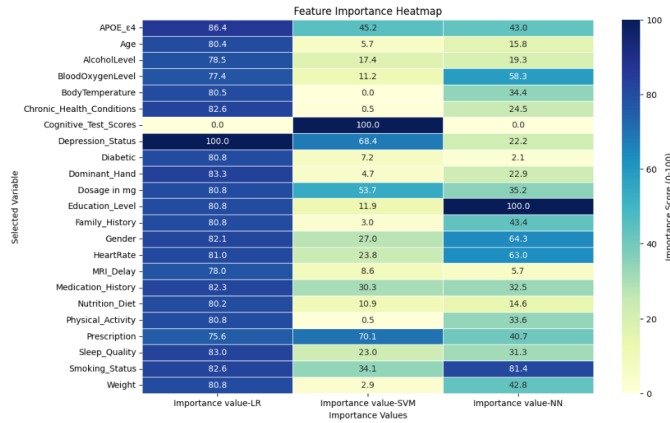 Feature Importance Heatmap
Selected Variable
APOE_ε4 86.4 45.2 43.0
Age 80.4 5.7 15.8
AlcoholLevel 78.5 17.4 19.3
BloodOxygenLevel 77.4 11.2 58.3
BodyTemperature 80.5 0.0 34.4
Chronic_Health_Conditions 82.6 0.5 24.5
Cognitive_Test_Scores 0.0 100.0 0.0
Depression_Status 100.0 68.4 22.2
Diabetic 80.8 7.2 2.1
Dominant_Hand 83.3 4.7 22.9
Dosage in mg 80.8 53.7 35.2
Education_Level 80.8 11.9 100.0
Family_History 80.8 3.0 43.4
Gender 82.1 27.0 64.3
HeartRate 81.0 23.8 63.0
MRI_Delay 78.0 8.6 5.7
Medication_History 82.3 30.3 32.5
Nutrition_Diet 80.2 10.9 14.6
Physical_Activity 80.8 0.5 33.6
Prescription 75.6 70.1 40.7
Sleep_Quality 83.0 23.0 31.3
Smoking_Status 82.6 34.1 81.4
Weight 80.8 2.9 42.8
Importance value-LR Importance value-SVM Importance value-NN
Importance Values
100
80
60
40
20
0
Importance Score (0-100)